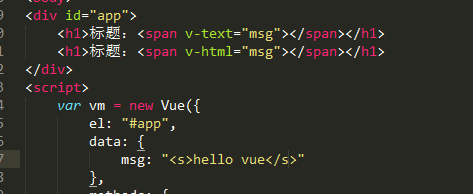 <body>
<div id="app">
<h1>标题：<span v-text="msg"></span></h1>
<h1>标题：<span v-html="msg"></span></h1>
</div>
<script>
var vm = new Vue({
el: "#app",
data: {
msg: "<s>hello vue</s>"
},
methods: {